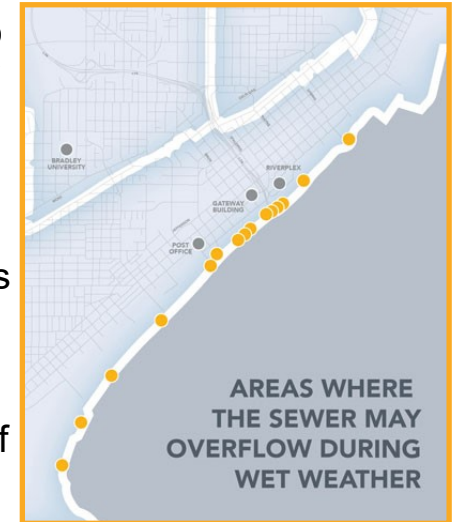 BRADLEY
UNIVERSITY
RIVERPLEX
GATEWAY
BUILDING
POST
OFFICE
s
f
AREAS WHERE
THE SEWER MAY
OVERFLOW DURING
WET WEATHER